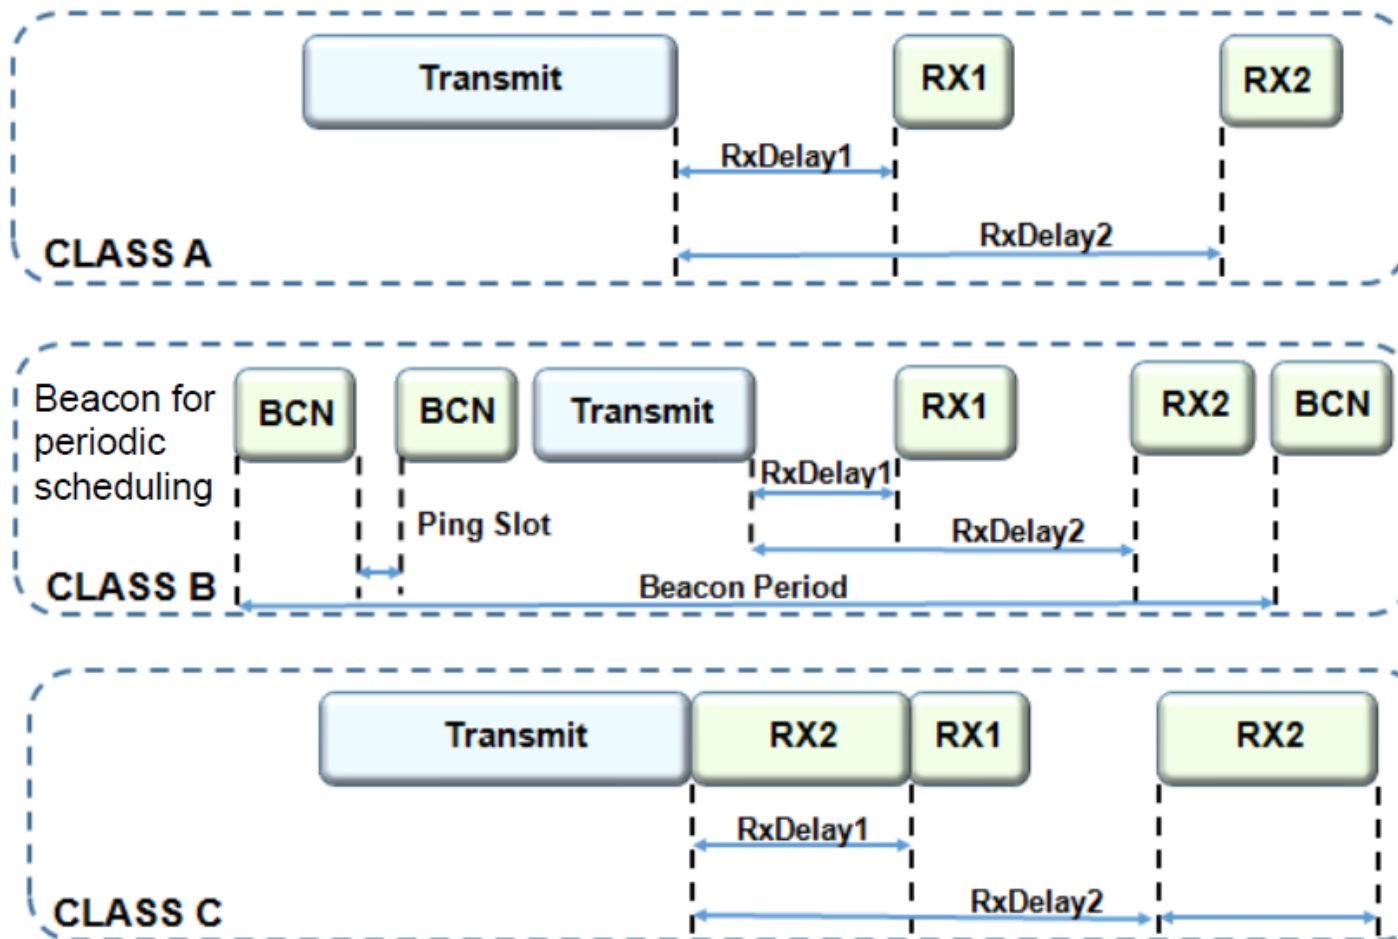 Transmit
RX1
RX2
RxDelay1
RxDelay2
CLASS A
Beacon for
periodic
scheduling
BCN
BCN
Transmit
RX1
RX2
BCN
RxDelay1
Ping Slot
RxDelay2
CLASS B
Beacon Period
Transmit
RX2
RX1
RX2
RxDelay1
RxDelay2
CLASS C